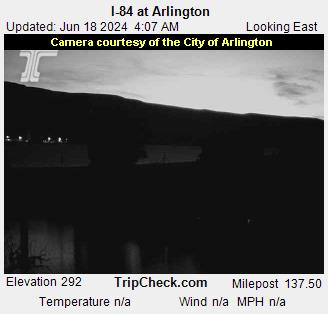 I-84 at Arlington
Updated: Jun 18 2024 4:07 AM Looking East
Camera courtesy of the City of Arlington
Elevation 292 TripCheck.com Milepost 137.50
Temperature n/a Wind n/a MPH n/a